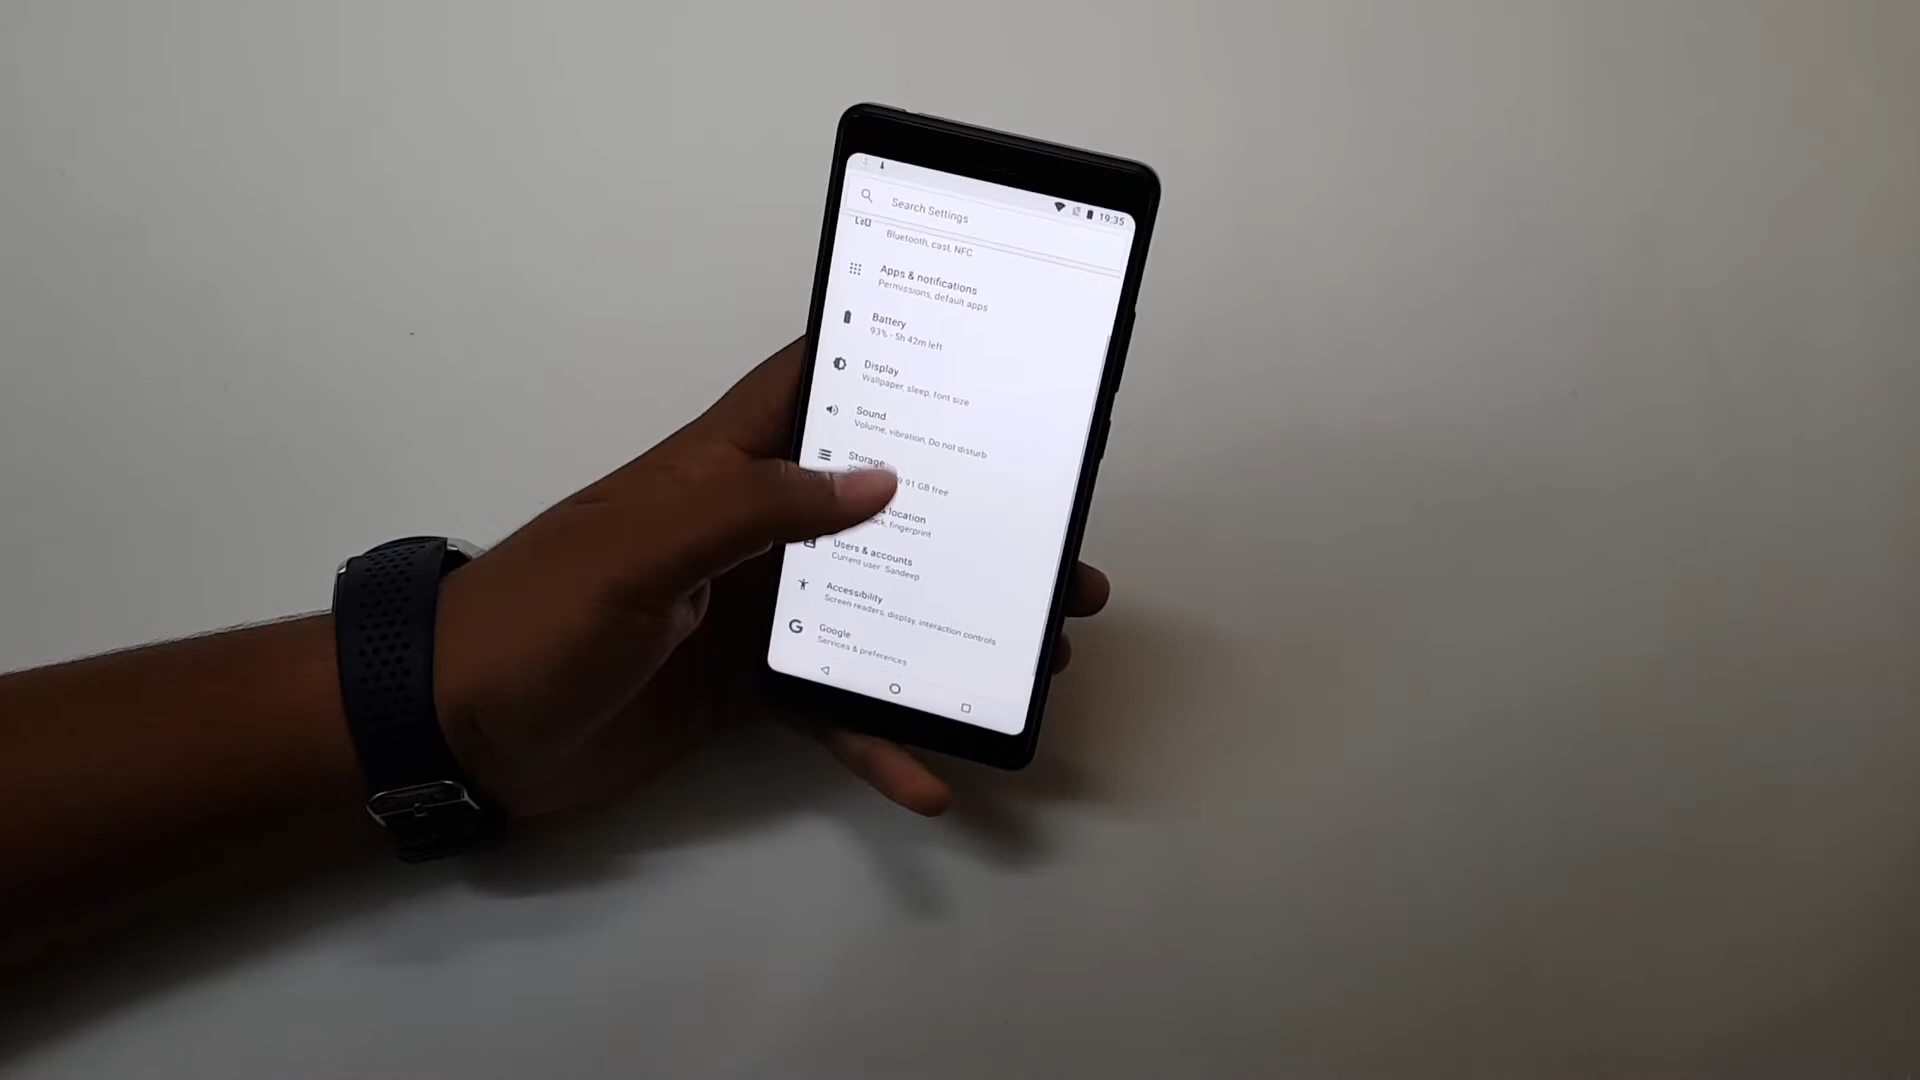 19:35
Search Settings
Bluetooth, cast, NFC
Apps & notifications
Permissions, default apps
Battery
93% - 5h 42m left
Display
Wallpaper, sleep, font size
Sound
Volume, vibration, Do not disturb
Storage
91 GB free
& location
fingerprint
Users & accounts
Current user: Sandeep
Accessibility
Screen readers, display, interaction controls
G Google
Services & preferences